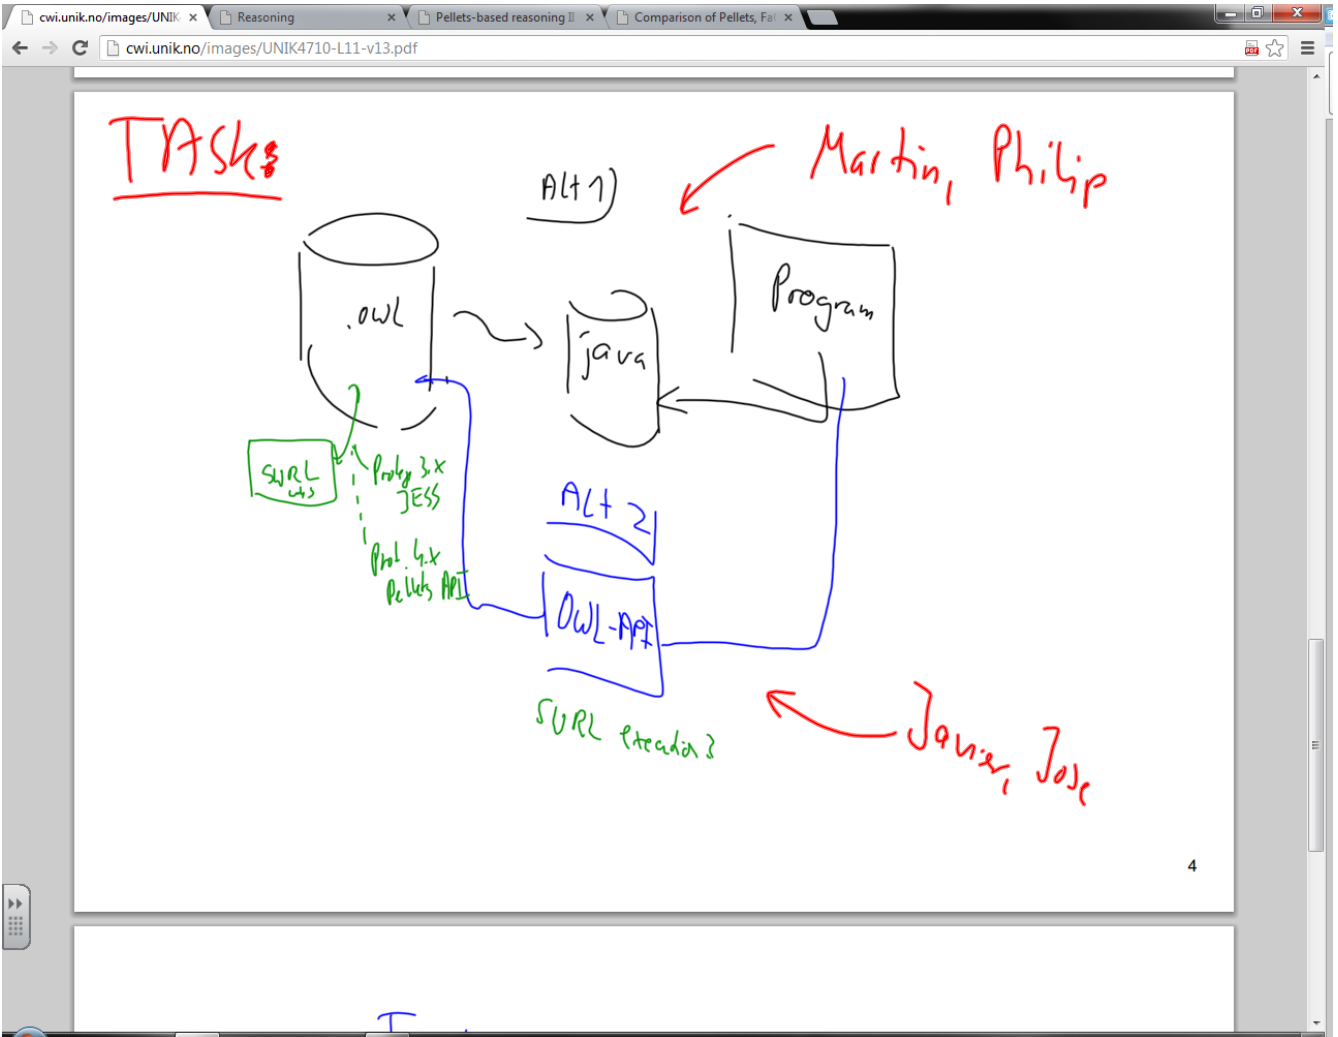 cwi.unik.no/images/UNIK
Reasoning
Pellets-based reasoning II
Comparison of Pellets, Fa
cwi.unik.no/images/UNIK4710-L11-v13.pdf
TASks
Alt 1)
Martin, Philip
.owl
java
Program
SWRL
3.x
JESS
Prot. 4.x
Pellets API
Alt 2
OWL-API
SWRL
Javier, Jose
4